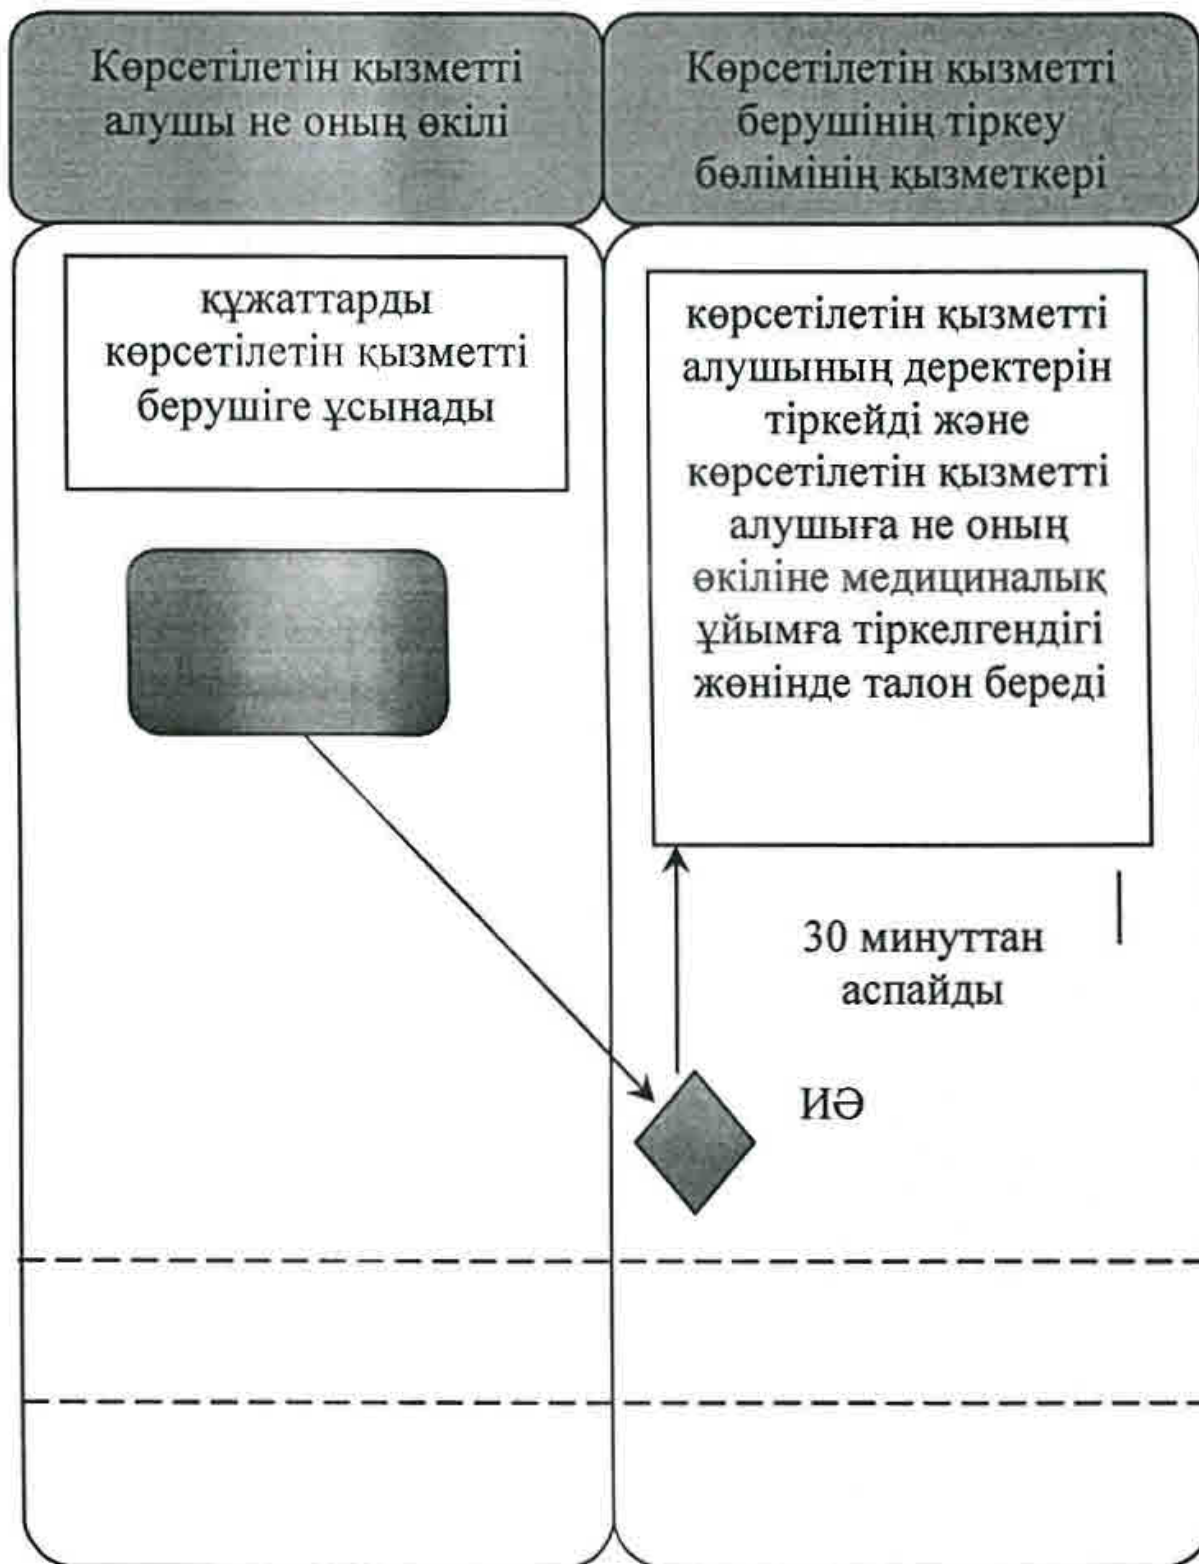 Көрсетілетін қызметті
алушы не оның өкілі
Көрсетілетін қызметті
берушінің тіркеу
бөлімінің қызметкері
құжаттарды
көрсетілетін қызметті
берушіге ұсынады
көрсетілетін қызметті
алушының деректерін
тіркейді және
көрсетілетін қызметті
алушыға не оның
өкіліне медициналық
ұйымға тіркелгендігі
жөнінде талон береді
30 минуттан
аспайды
ИӘ